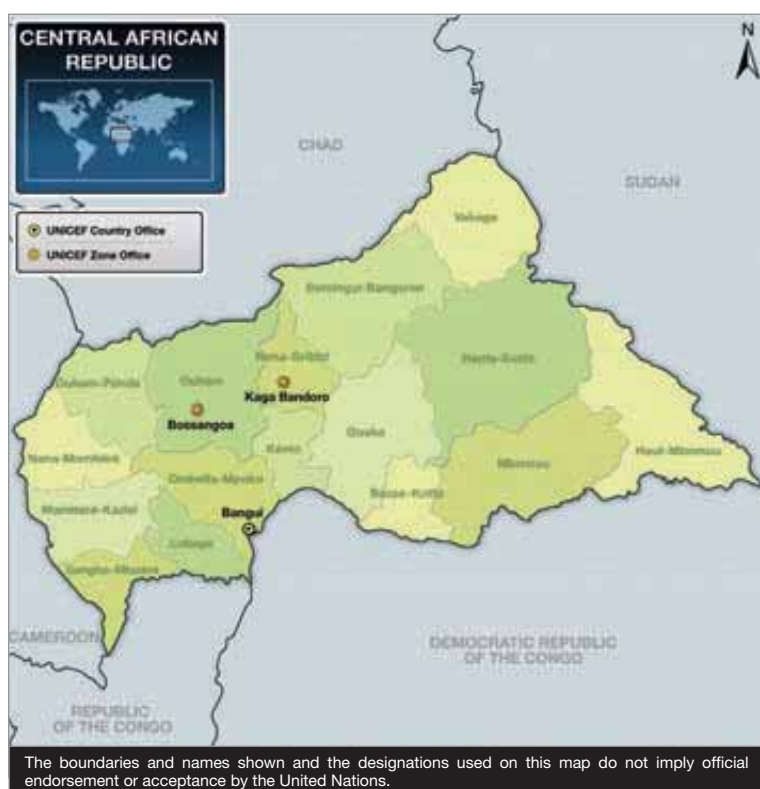 CENTRAL AFRICAN
REPUBLIC
N
CHAD
SUDAN
UNICEF Country Office
UNICEF Zone Office
Vakaga
Bamingui-Bangoran
Nana-Grébizi
Haute-Kotto
Ouham-Pendé
Ouham
Kaga Bandoro
Bossangoa
Ouaka
Kemo
Nana-Mambéré
Mbomou
Haut-Mbomou
Ombella-Mpoko
Basse-Kotto
Mambere-Kadei
Bangui
Lobaye
Sangha-Mbaere
CAMEROON
DEMOCRATIC REPUBLIC
OF THE CONGO
REPUBLIC
OF THE CONGO
The boundaries and names shown and the designations used on this map do not imply official
endorsement or acceptance by the United Nations.